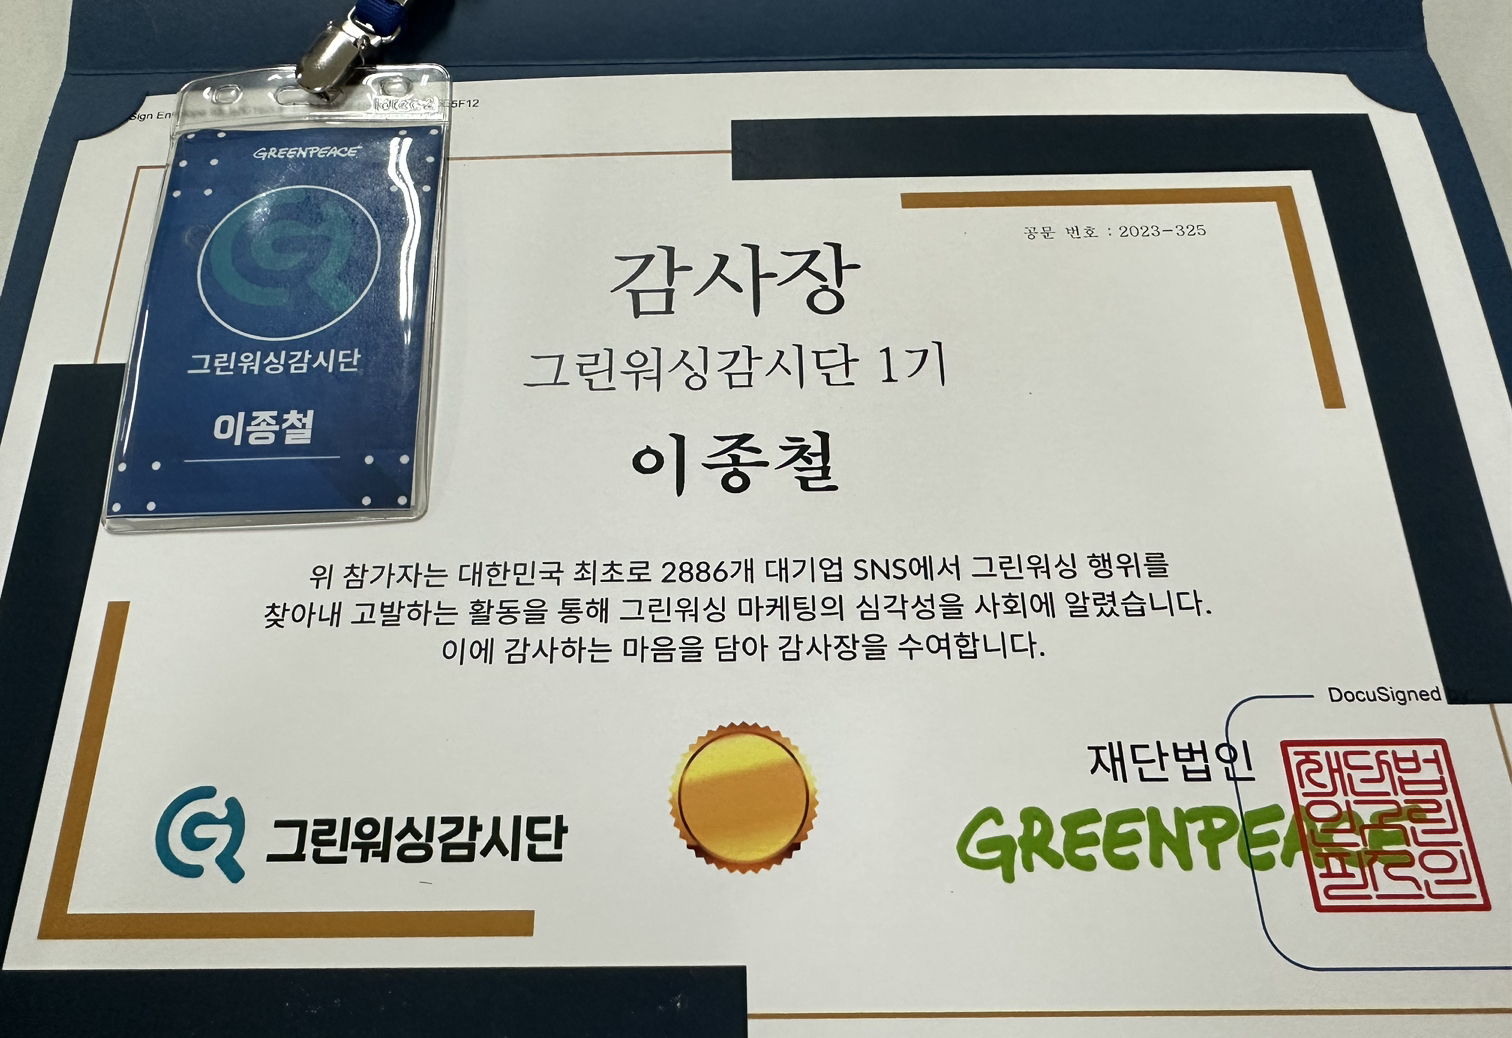 GREENPEACE
그린워싱감시단
이종철
5F12
공문 번호 : 2023-325
감사장
그린워싱감시단 1기
이종철
위 참가자는 대한민국 최초로 2886개 대기업 SNS에서 그린워싱 행위를
찾아내 고발하는 활동을 통해 그린워싱 마케팅의 심각성을 사회에 알렸습니다.
이에 감사하는 마음을 담아 감사장을 수여합니다.
그린워싱감시단
DocuSigned by
재단법인
GREENPEACE